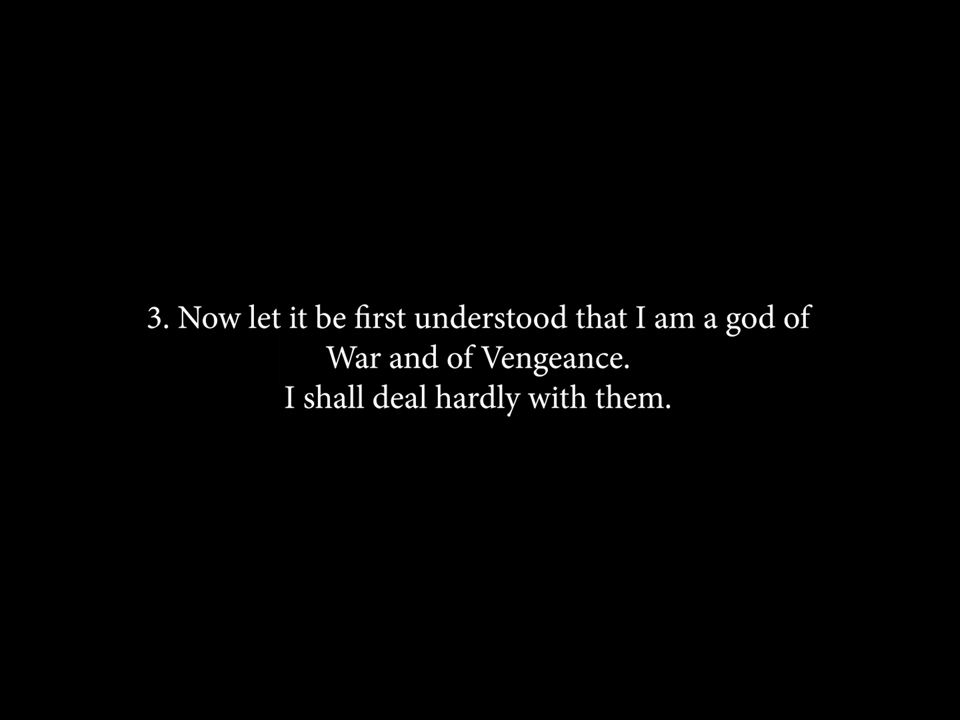 3. Now let it be first understood that I am a god of
War and of Vengeance.
I shall deal hardly with them.